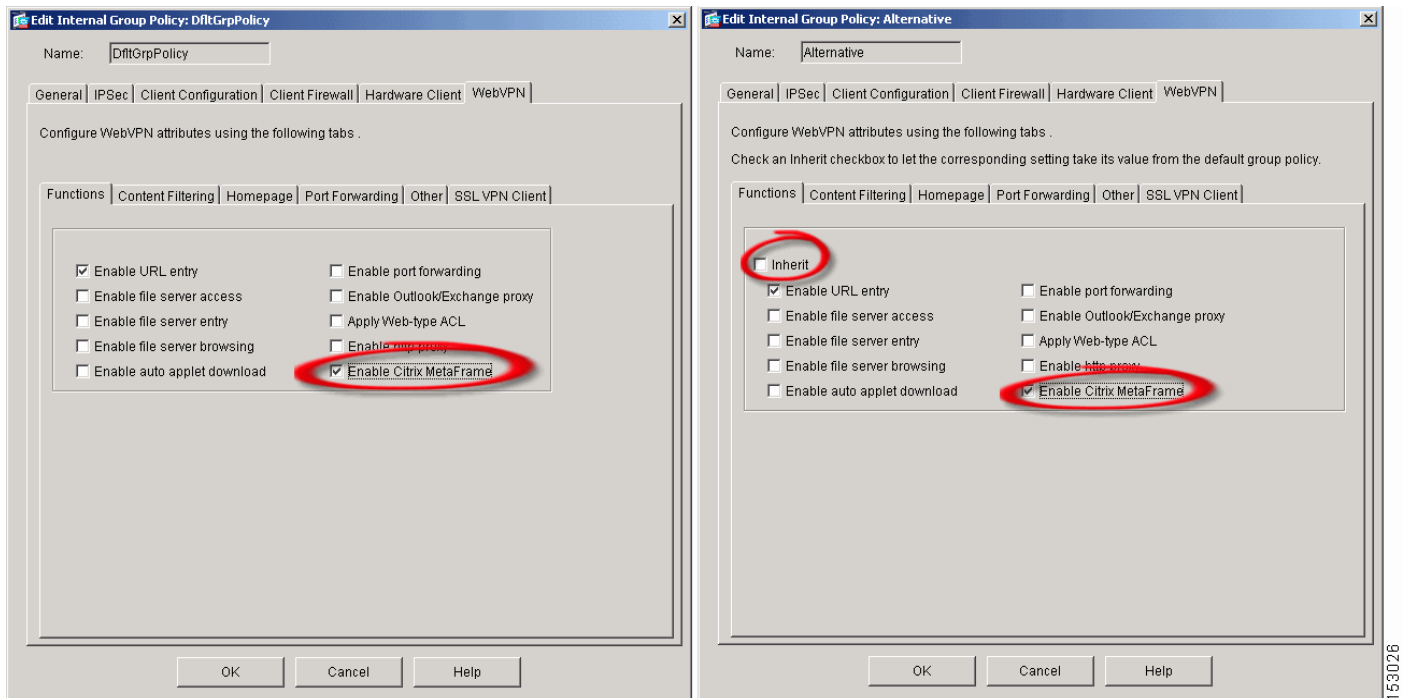 Edit Internal Group Policy: DfltGrpPolicy
Name: DfltGrpPolicy
General IPSec Client Configuration Client Firewall Hardware Client WebVPN
Configure WebVPN attributes using the following tabs .
Functions Content Filtering Homepage Port Forwarding Other SSL VPN Client
Enable URL entry Enable port forwarding
Enable file server access Enable Outlook/Exchange proxy
Enable file server entry Apply Web-type ACL
Enable file server browsing Enable http proxy
Enable auto applet download Enable Citrix MetaFrame
OK Cancel Help
Edit Internal Group Policy: Alternative
Name: Alternative
General IPSec Client Configuration Client Firewall Hardware Client WebVPN
Configure WebVPN attributes using the following tabs .
Check an Inherit checkbox to let the corresponding setting take its value from the default group policy.
Functions Content Filtering Homepage Port Forwarding Other SSL VPN Client
Inherit
Enable URL entry Enable port forwarding
Enable file server access Enable Outlook/Exchange proxy
Enable file server entry Apply Web-type ACL
Enable file server browsing Enable http proxy
Enable auto applet download Enable Citrix MetaFrame
OK Cancel Help
153026